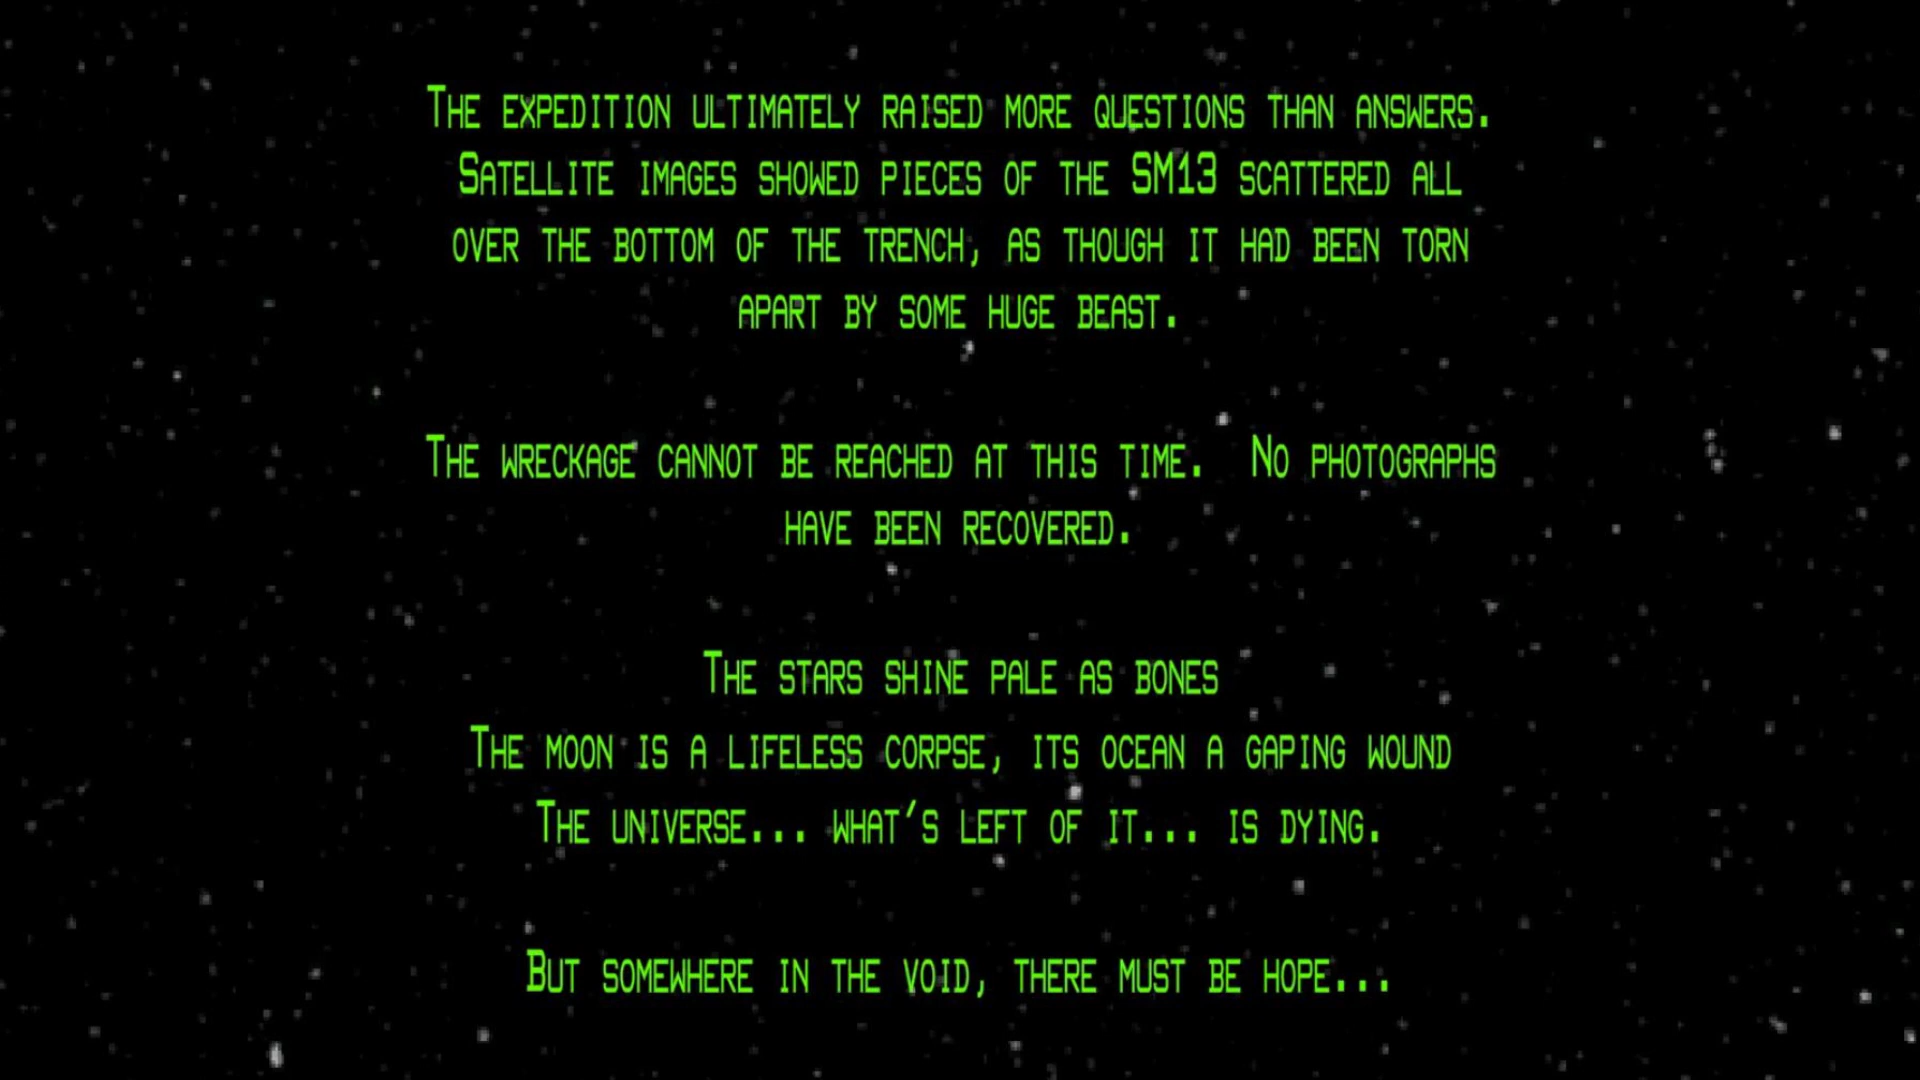 The expedition ultimately raised more questions than answers.
Satellite images showed pieces of the SM13 scattered all
over the bottom of the trench, as though it had been torn
apart by some huge beast.
The wreckage cannot be reached at this time.  No photographs
have been recovered.
The stars shine pale as bones
The moon is a lifeless corpse, its ocean a gaping wound
The universe... what's left of it... is dying.
But somewhere in the void, there must be hope...